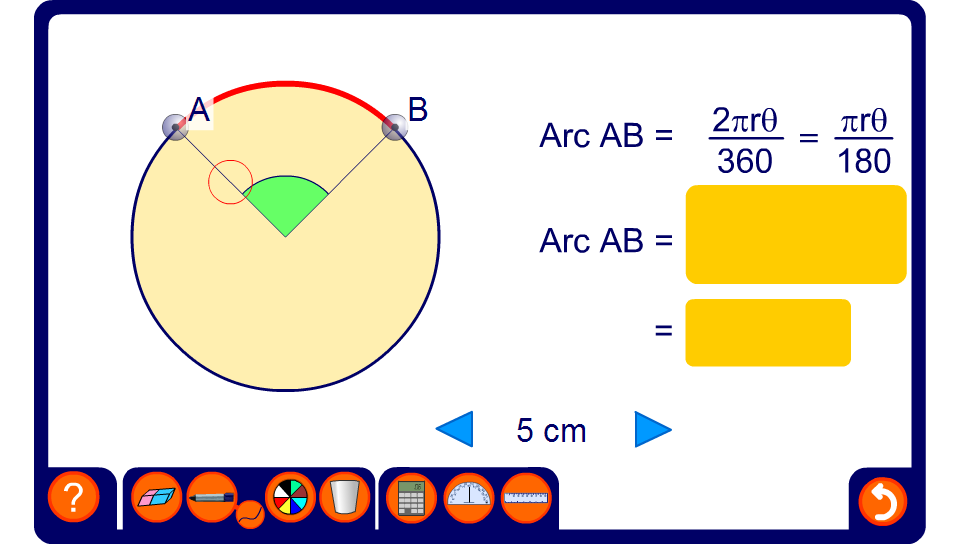 A
B
Arc AB = 2πrθ/360 = πrθ/180
Arc AB =
=
5 cm
?